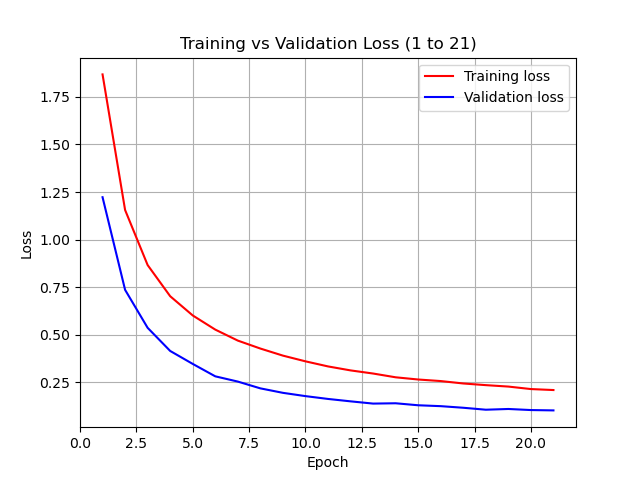 Training vs Validation Loss (1 to 21)
Training loss
Validation loss
Loss
1.75
1.50
1.25
1.00
0.75
0.50
0.25
0.0 2.5 5.0 7.5 10.0 12.5 15.0 17.5 20.0
Epoch